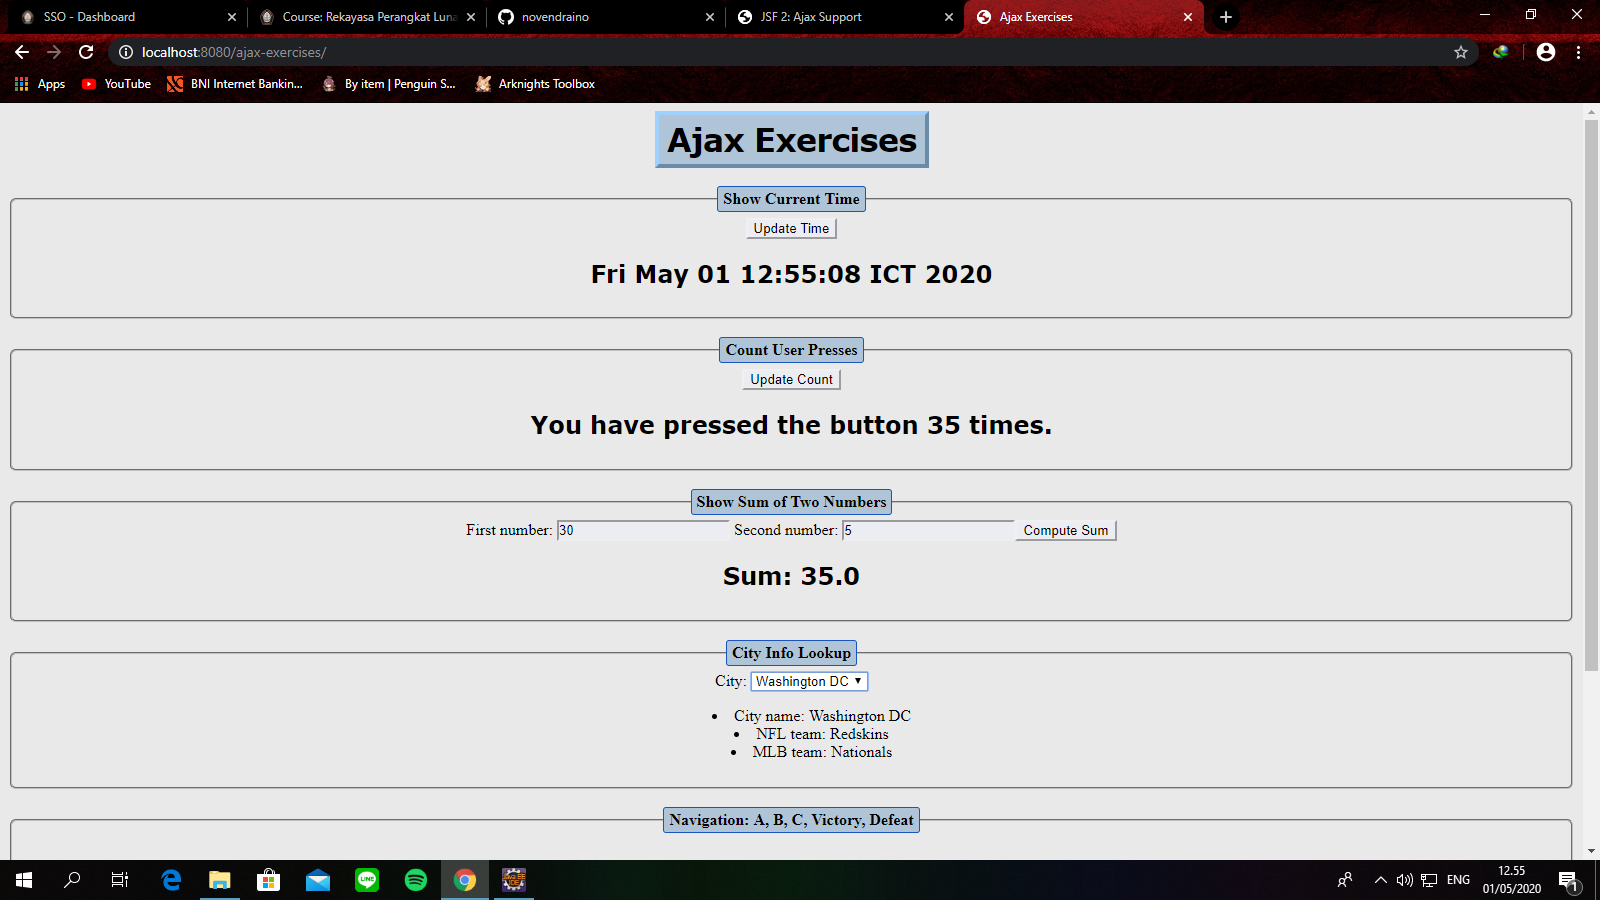 SSO - Dashboard
Course: Rekayasa Perangkat Luna
novendraino
JSF 2: Ajax Support
Ajax Exercises
localhost:8080/ajax-exercises/
Apps
YouTube
BNI Internet Bankin...
By item | Penguin S...
Arknights Toolbox
Ajax Exercises
Show Current Time
Update Time
Fri May 01 12:55:08 ICT 2020
Count User Presses
Update Count
You have pressed the button 35 times.
Show Sum of Two Numbers
First number: 30 Second number: 5 Compute Sum
Sum: 35.0
City Info Lookup
City: Washington DC
• City name: Washington DC
• NFL team: Redskins
• MLB team: Nationals
Navigation: A, B, C, Victory, Defeat
LINE
ENG
12.55
01/05/2020
1